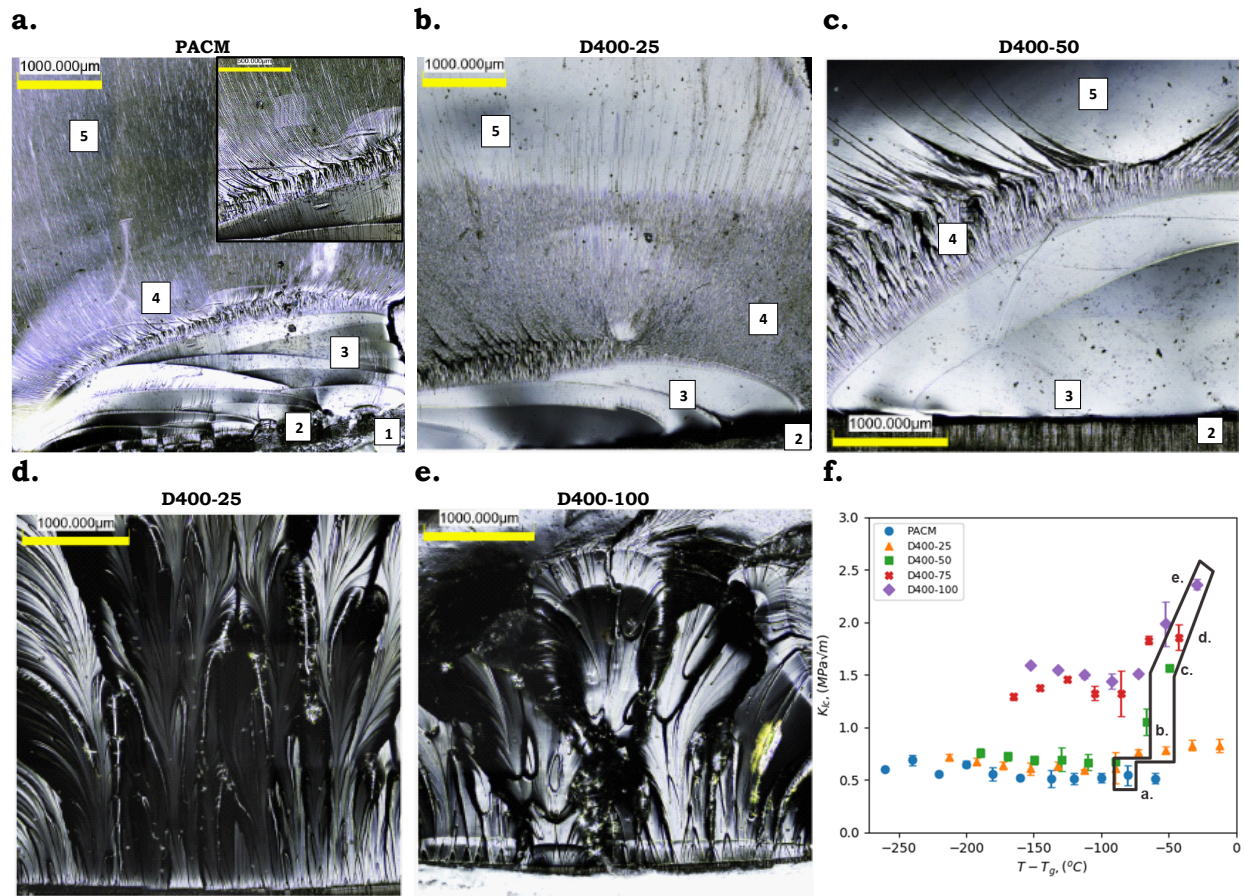 a.
PACM
1000.000μm
500.000μm
5
4
3
2
1
b.
D400-25
1000.000μm
5
4
3
2
c.
D400-50
5
4
3
2
1000.000μm
d.
D400-25
1000.000μm
e.
D400-100
1000.000μm
f.
3.0
2.5
2.0
1.5
1.0
0.5
0.0
K_Ic, (MPa√m)
PACM
D400-25
D400-50
D400-75
D400-100
e.
d.
c.
b.
a.
−250
−200
−150
−100
−50
0
T − T_g, (°C)